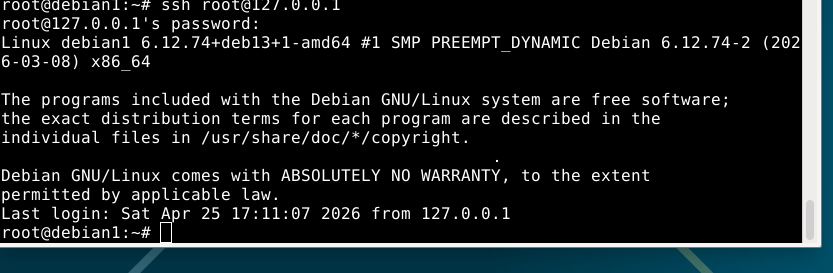 root@debian1:~# ssh root@127.0.0.1
root@127.0.0.1's password:
Linux debian1 6.12.74+deb13+1-amd64 #1 SMP PREEMPT_DYNAMIC Debian 6.12.74-2 (202
6-03-08) x86_64
The programs included with the Debian GNU/Linux system are free software;
the exact distribution terms for each program are described in the
individual files in /usr/share/doc/*/copyright.
Debian GNU/Linux comes with ABSOLUTELY NO WARRANTY, to the extent
permitted by applicable law.
Last login: Sat Apr 25 17:11:07 2026 from 127.0.0.1
root@debian1:~#